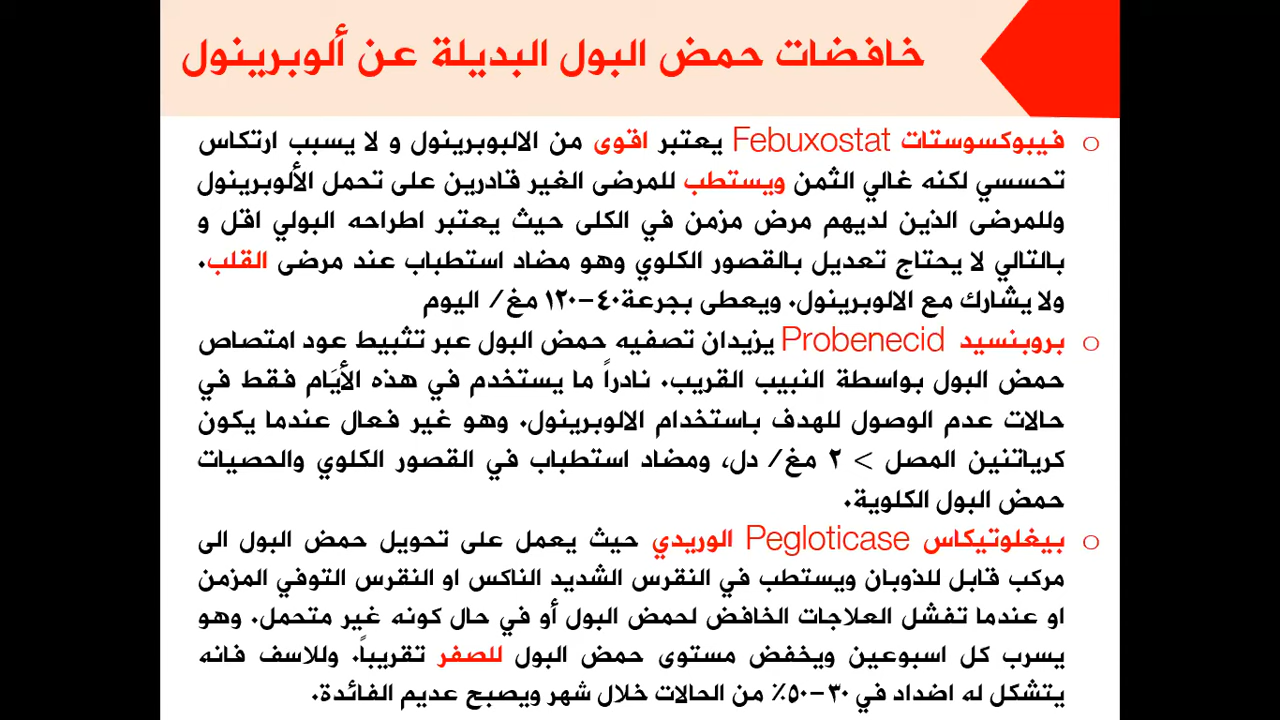 خافضات حمض البول البديلة عن ألوبرينول
فيبوكسوستات Febuxostat يعتبر اقوى من الالبوبرينول و لا يسبب ارتكاس
تحسسي لكنه غالي الثمن ويستطب للمرضى الغير قادرين على تحمل الألوبرينول
وللمرضى الذين لديهم مرض مزمن في الكلى حيث يعتبر اطراحه البولي اقل و
بالتالي لا يحتاج تعديل بالقصور الكلوي وهو مضاد استطباب عند مرضى القلب.
ولا يشارك مع الالوبرينول. ويعطى بجرعة ٤٠-١٢٠ مغ/ اليوم
بروبنسيد Probenecid يزيدان تصفيه حمض البول عبر تثبيط عود امتصاص
حمض البول بواسطة النبيب القريب. نادراً ما يستخدم في هذه الأيَام فقط في
حالات عدم الوصول للهدف باستخدام الالوبرينول. وهو غير فعال عندما يكون
كرياتنين المصل > ٢ مغ/ دل، ومضاد استطباب في القصور الكلوي والحصيات
حمض البول الكلوية.
بيغلوتيكاس Pegloticase الوريدي حيث يعمل على تحويل حمض البول الى
مركب قابل للذوبان ويستطب في النقرس الشديد الناكس او النقرس التوفي المزمن
او عندما تفشل العلاجات الخافض لحمض البول أو في حال كونه غير متحمل. وهو
يسرب كل اسبوعين ويخفض مستوى حمض البول للصفر تقريباً. وللاسف فانه
يتشكل له اضداد في ٣٠-٥٠٪ من الحالات خلال شهر ويصبح عديم الفائدة.